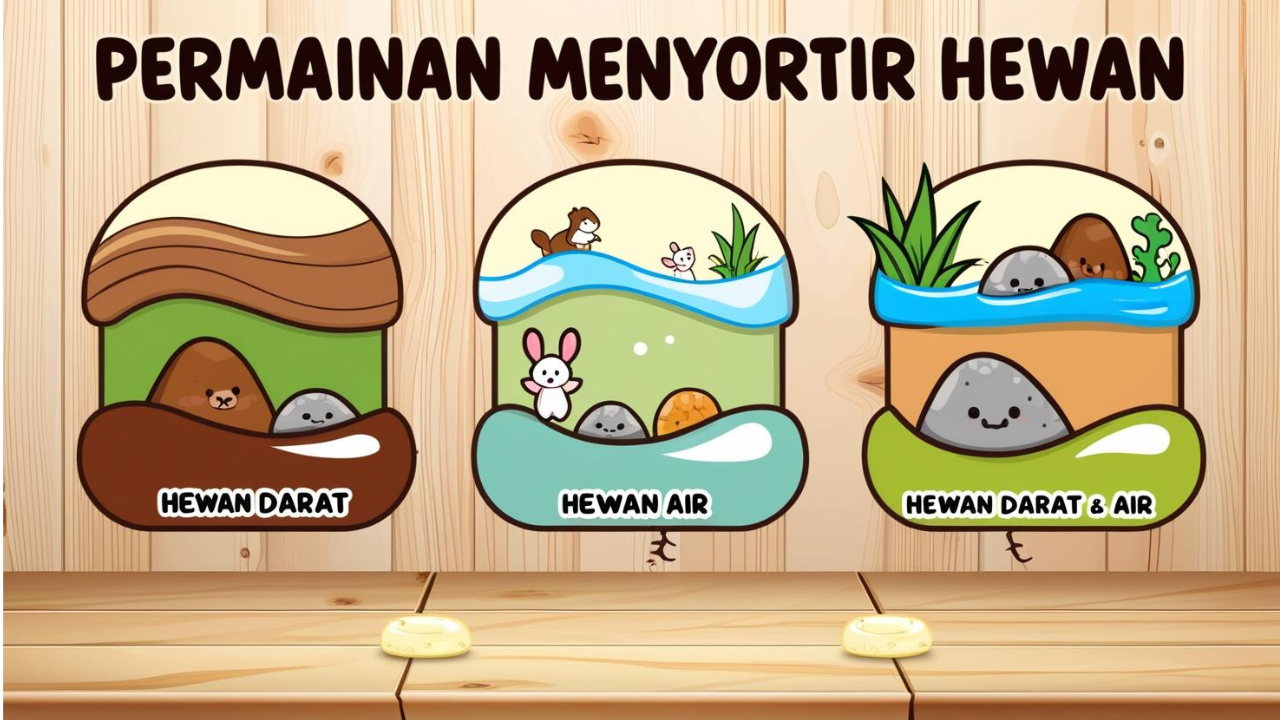 PERMAINAN MENYORTIR HEWAN
HEWAN DARAT
HEWAN AIR
HEWAN DARAT & AIR